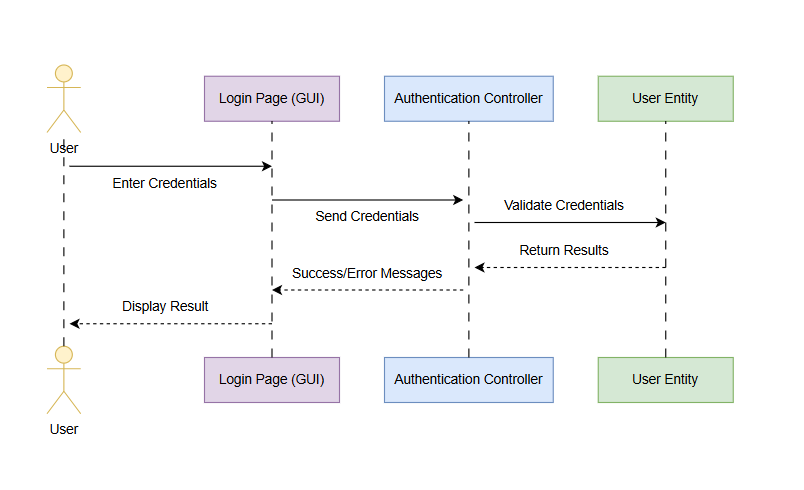 Login Page (GUI)
Authentication Controller
User Entity
User
Enter Credentials
Send Credentials
Validate Credentials
Return Results
Success/Error Messages
Display Result
Login Page (GUI)
Authentication Controller
User Entity
User